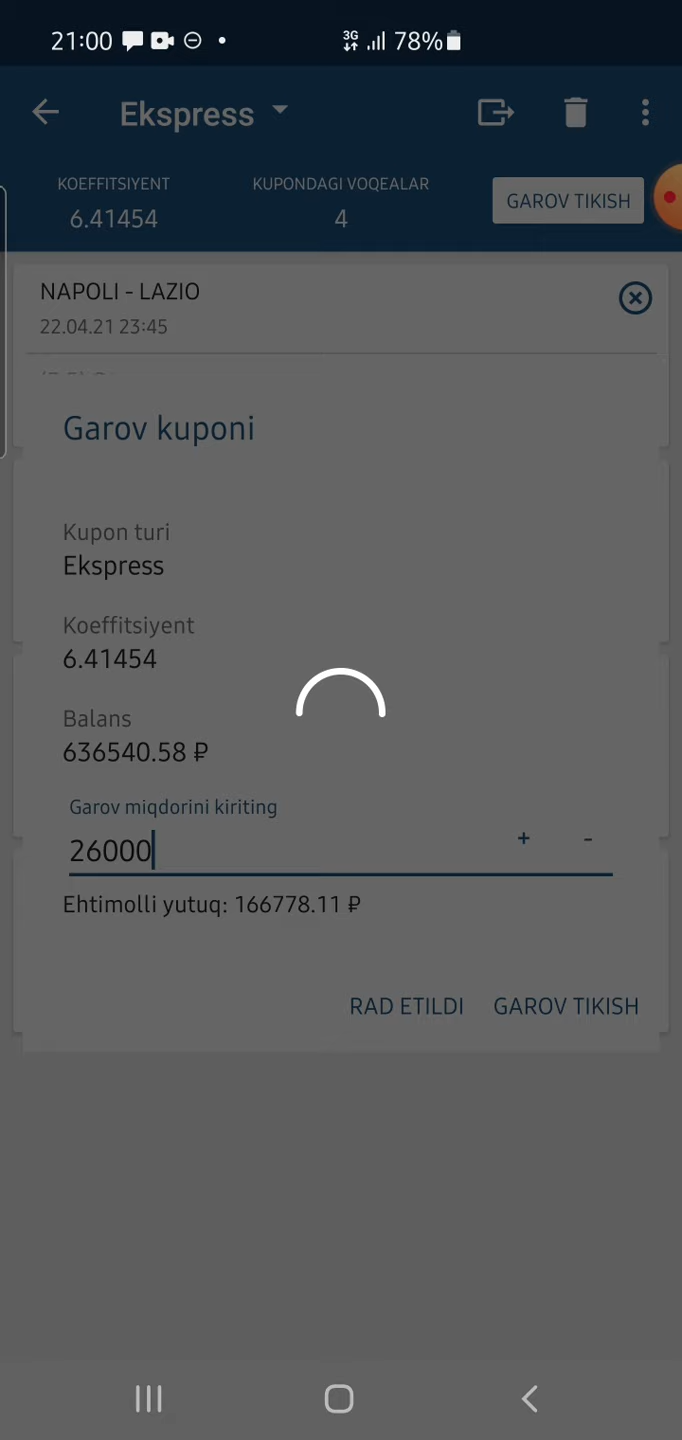 21:00
3G 78%
Ekspress
KOEFFITSIYENT
6.41454
KUPONDAGI VOQEALAR
4
GAROV TIKISH
NAPOLI - LAZIO
22.04.21 23:45
Garov kuponi
Kupon turi
Ekspress
Koeffitsiyent
6.41454
Balans
636540.58 ₽
Garov miqdorini kiriting
26000
+ -
Ehtimolli yutuq: 166778.11 ₽
RAD ETILDI GAROV TIKISH